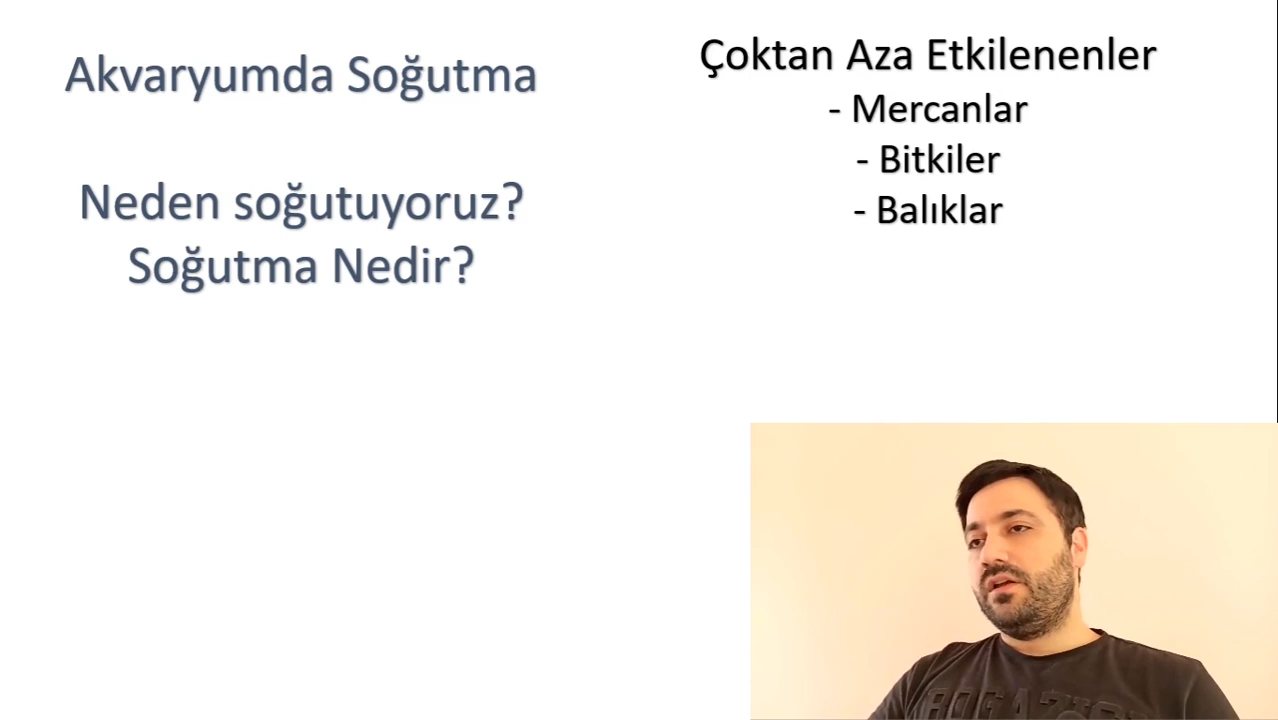 Akvaryumda Soğutma
Neden soğutuyoruz?
Soğutma Nedir?
Çoktan Aza Etkilenenler
- Mercanlar
- Bitkiler
- Balıklar